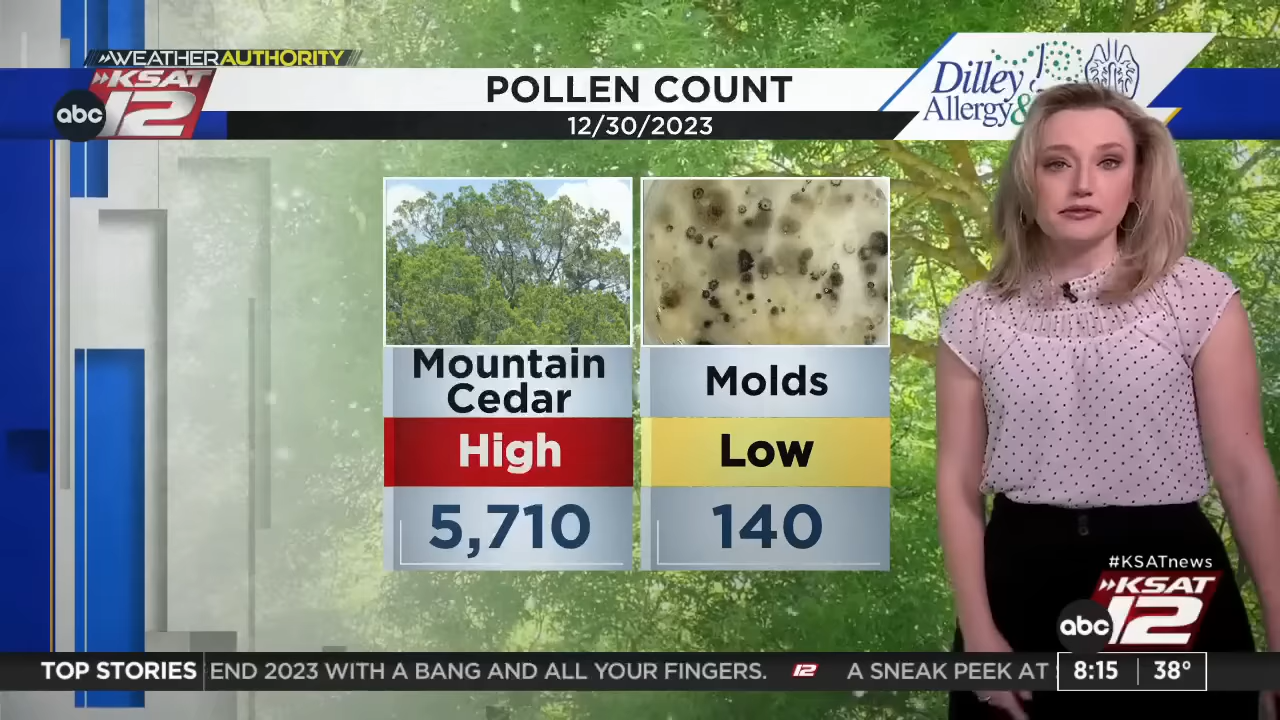 WEATHERAUTHORITY
KSAT
abc 12
POLLEN COUNT
12/30/2023
Dilley
Allergy&
Mountain
Cedar
High
5,710
Molds
Low
140
#KSATnews
KSAT
abc 12
TOP STORIES END 2023 WITH A BANG AND ALL YOUR FINGERS. 12 A SNEAK PEEK AT 8:15 38°